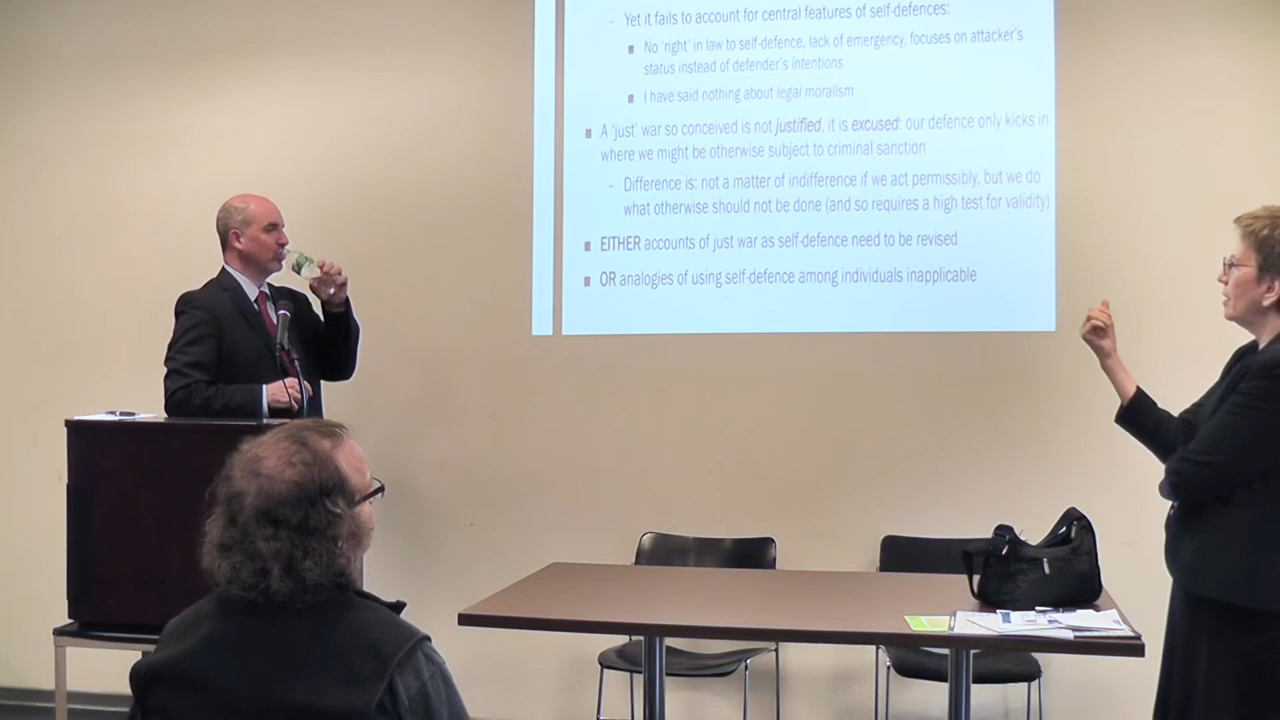 - Yet it fails to account for central features of self-defences:
■ No 'right' in law to self-defence, lack of emergency, focuses on attacker's
status instead of defender's intentions
■ I have said nothing about legal moralism
■ A 'just' war so conceived is not justified, it is excused: our defence only kicks in
where we might be otherwise subject to criminal sanction
- Difference is: not a matter of indifference if we act permissibly, but we do
what otherwise should not be done (and so requires a high test for validity)
■ EITHER accounts of just war as self-defence need to be revised
■ OR analogies of using self-defence among individuals inapplicable